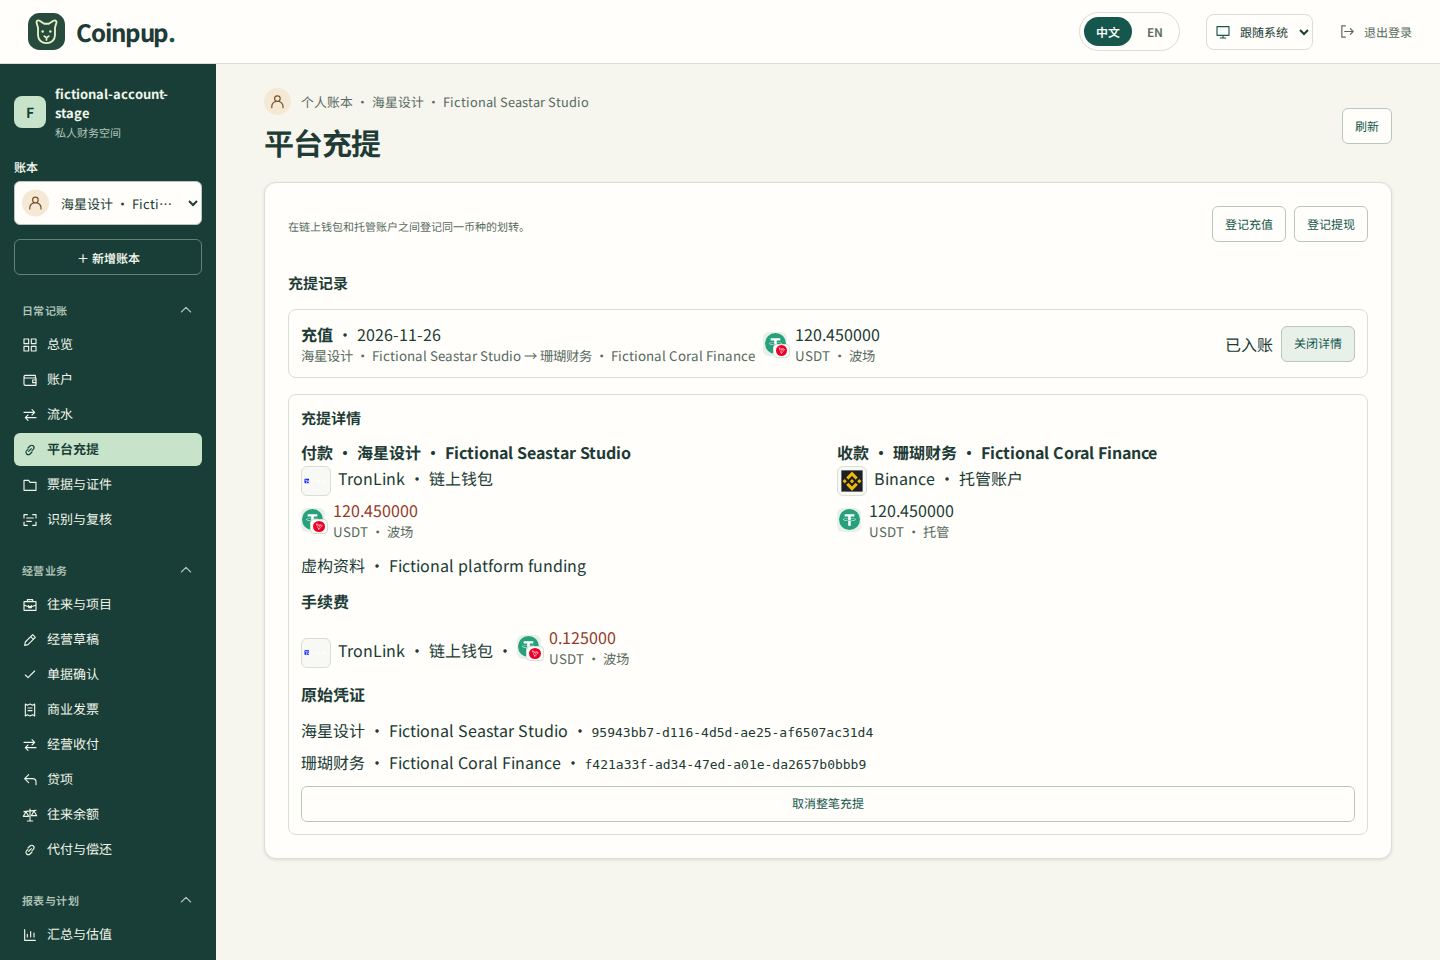 Coinpup.
中文
EN
跟随系统
退出登录
F
fictional-account-
stage
私人财务空间
账本
海星设计 • Ficti···
＋ 新增账本
日常记账
总览
账户
流水
平台充提
票据与证件
识别与复核
经营业务
往来与项目
经营草稿
单据确认
商业发票
经营收付
贷项
往来余额
代付与偿还
报表与计划
汇总与估值
个人账本 • 海星设计 • Fictional Seastar Studio
平台充提
刷新
在链上钱包和托管账户之间登记同一币种的划转。
登记充值
登记提现
充提记录
充值 • 2026-11-26
海星设计 • Fictional Seastar Studio → 珊瑚财务 • Fictional Coral Finance
120.450000
USDT • 波场
已入账
关闭详情
充提详情
付款 • 海星设计 • Fictional Seastar Studio
TronLink • 链上钱包
120.450000
USDT • 波场
收款 • 珊瑚财务 • Fictional Coral Finance
Binance • 托管账户
120.450000
USDT • 托管
虚构资料 • Fictional platform funding
手续费
TronLink • 链上钱包 •
0.125000
USDT • 波场
原始凭证
海星设计 • Fictional Seastar Studio • 95943bb7-d116-4d5d-ae25-af6507ac31d4
珊瑚财务 • Fictional Coral Finance • f421a33f-ad34-47ed-a01e-da2657b0bbb9
取消整笔充提